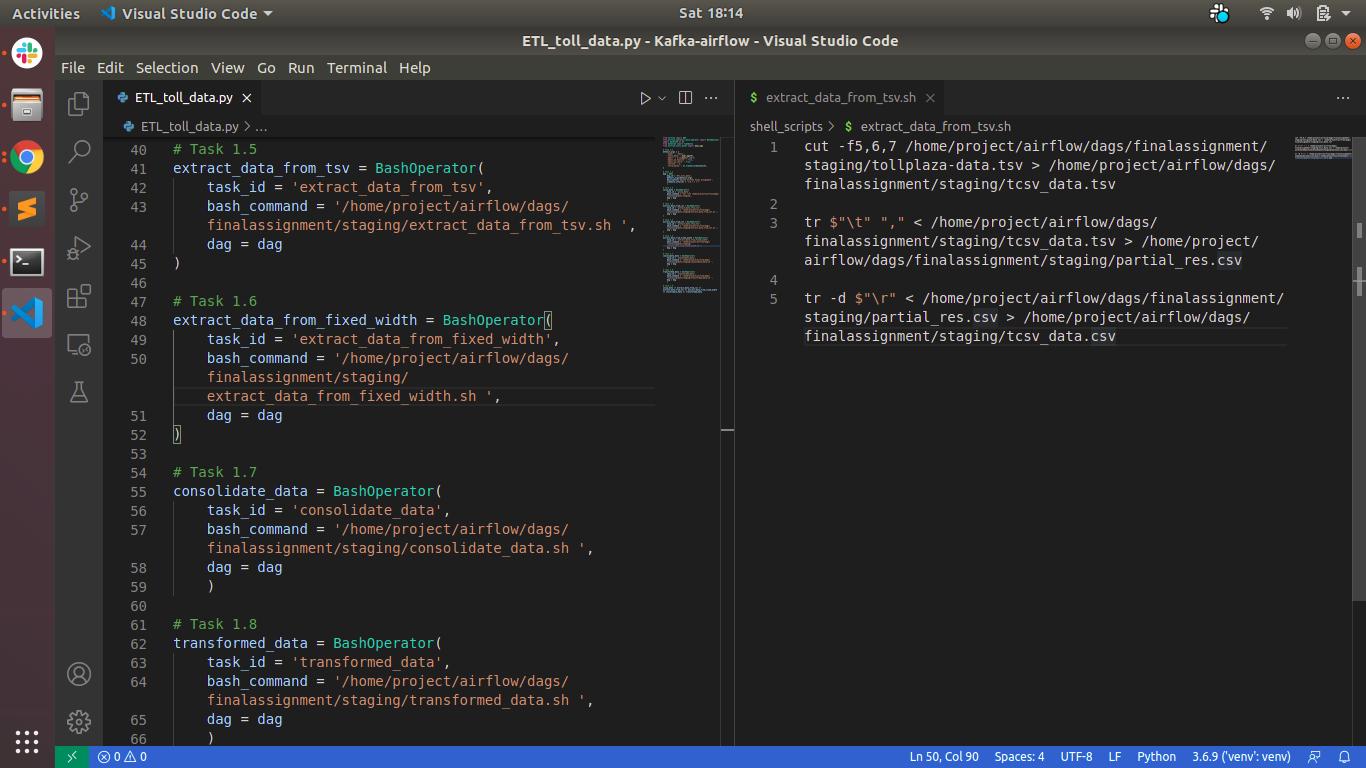 Activities
Visual Studio Code
Sat 18:14
ETL_toll_data.py - Kafka-airflow - Visual Studio Code
File Edit Selection View Go Run Terminal Help
ETL_toll_data.py
ETL_toll_data.py > ...
40 # Task 1.5
41 extract_data_from_tsv = BashOperator(
42 task_id = 'extract_data_from_tsv',
43 bash_command = '/home/project/airflow/dags/
finalassignment/staging/extract_data_from_tsv.sh ',
44 dag = dag
45 )
46
47 # Task 1.6
48 extract_data_from_fixed_width = BashOperator(
49 task_id = 'extract_data_from_fixed_width',
50 bash_command = '/home/project/airflow/dags/
finalassignment/staging/
extract_data_from_fixed_width.sh ',
51 dag = dag
52 )
53
54 # Task 1.7
55 consolidate_data = BashOperator(
56 task_id = 'consolidate_data',
57 bash_command = '/home/project/airflow/dags/
finalassignment/staging/consolidate_data.sh ',
58 dag = dag
59 )
60
61 # Task 1.8
62 transformed_data = BashOperator(
63 task_id = 'transformed_data',
64 bash_command = '/home/project/airflow/dags/
finalassignment/staging/transformed_data.sh ',
65 dag = dag
66 )
$ extract_data_from_tsv.sh
shell_scripts > $ extract_data_from_tsv.sh
1 cut -f5,6,7 /home/project/airflow/dags/finalassignment/
staging/tollplaza-data.tsv > /home/project/airflow/dags/
finalassignment/staging/tcsv_data.tsv
2
3 tr $"\t" "," < /home/project/airflow/dags/
finalassignment/staging/tcsv_data.tsv > /home/project/
airflow/dags/finalassignment/staging/partial_res.csv
4
5 tr -d $"\r" < /home/project/airflow/dags/finalassignment/
staging/partial_res.csv > /home/project/airflow/dags/
finalassignment/staging/tcsv_data.csv
0 0
Ln 50, Col 90 Spaces: 4 UTF-8 LF Python 3.6.9 ('venv': venv)